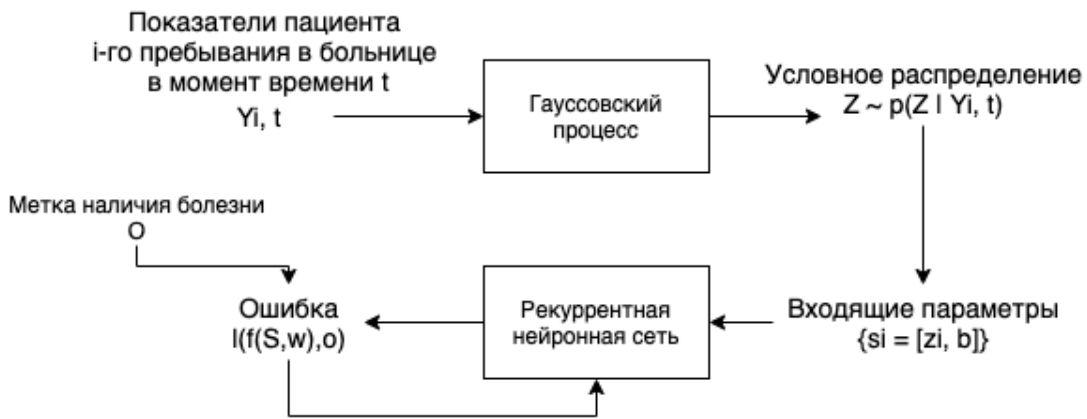 Показатели пациента
i-го пребывания в больнице
в момент времени t
Yi, t
Гауссовский
процесс
Условное распределение
Z ~ p(Z | Yi, t)
Метка наличия болезни
O
Ошибка
l(f(S,w),o)
Рекуррентная
нейронная сеть
Входящие параметры
{si = [zi, b]}